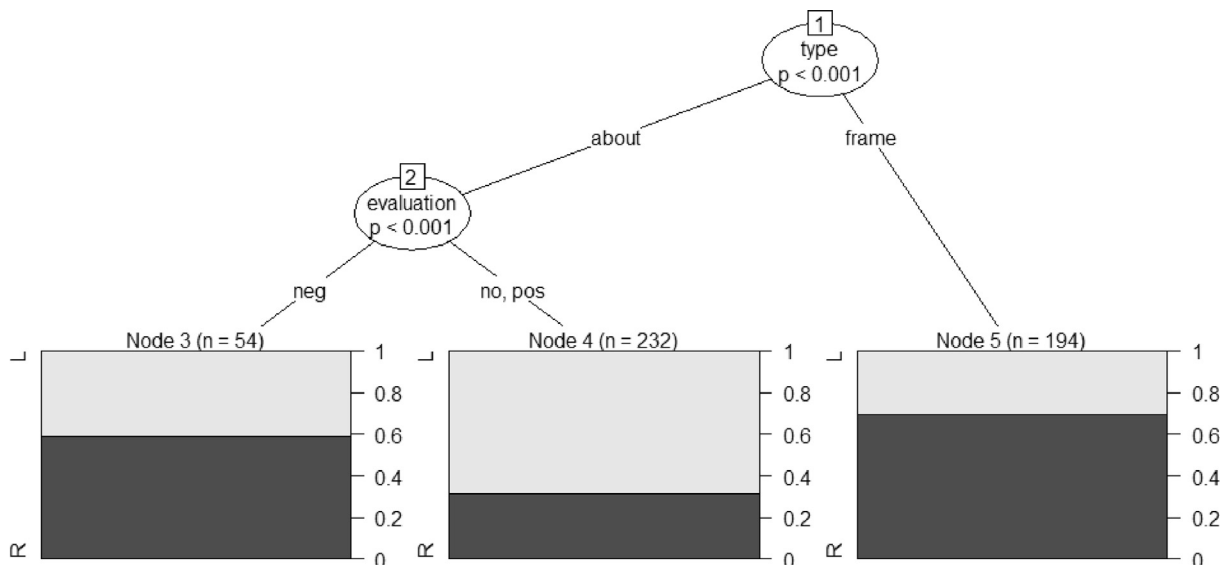 1
type
p < 0.001
about
frame
2
evaluation
p < 0.001
neg
no, pos
Node 3 (n = 54)
Node 4 (n = 232)
Node 5 (n = 194)
L
R
1
0.8
0.6
0.4
0.2
0
L
R
1
0.8
0.6
0.4
0.2
0
L
R
1
0.8
0.6
0.4
0.2
0